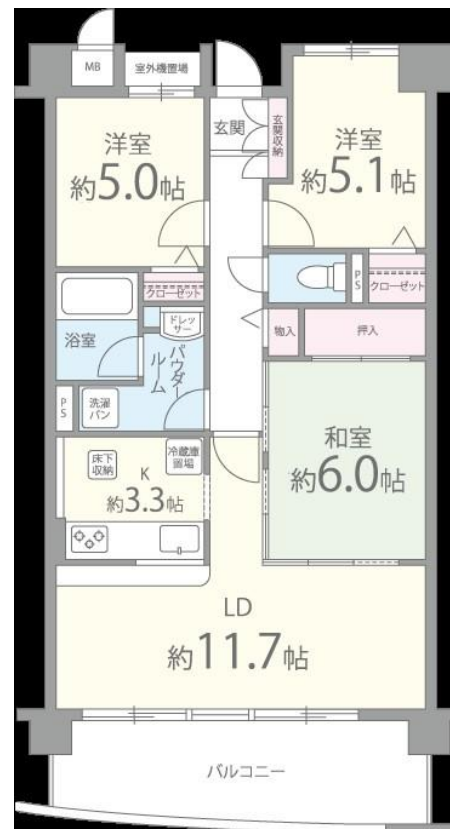 MB
室外機置場
玄関
玄関収納
洋室
約5.0帖
洋室
約5.1帖
クローゼット
PS
クローゼット
ドレッ
サー
浴室
パウダー
ルーム
物入
押入
PS
洗濯
パン
和室
約6.0帖
床下
収納
冷蔵庫
置場
K
約3.3帖
LD
約11.7帖
バルコニー